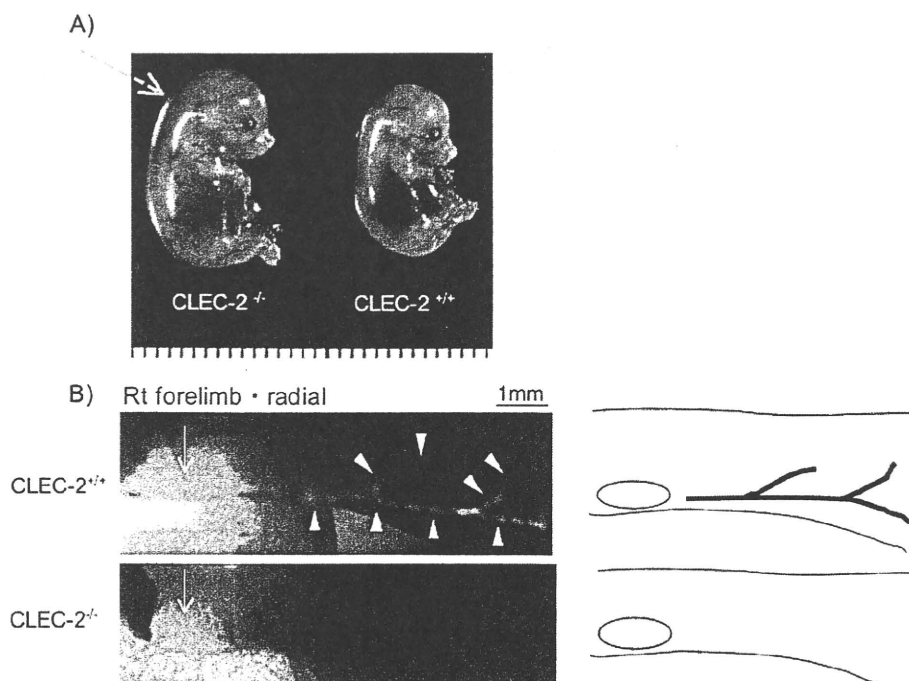 A)
CLEC-2 -/- CLEC-2 +/+
B) Rt forelimb・radial 1mm
CLEC-2+/+
CLEC-2-/-